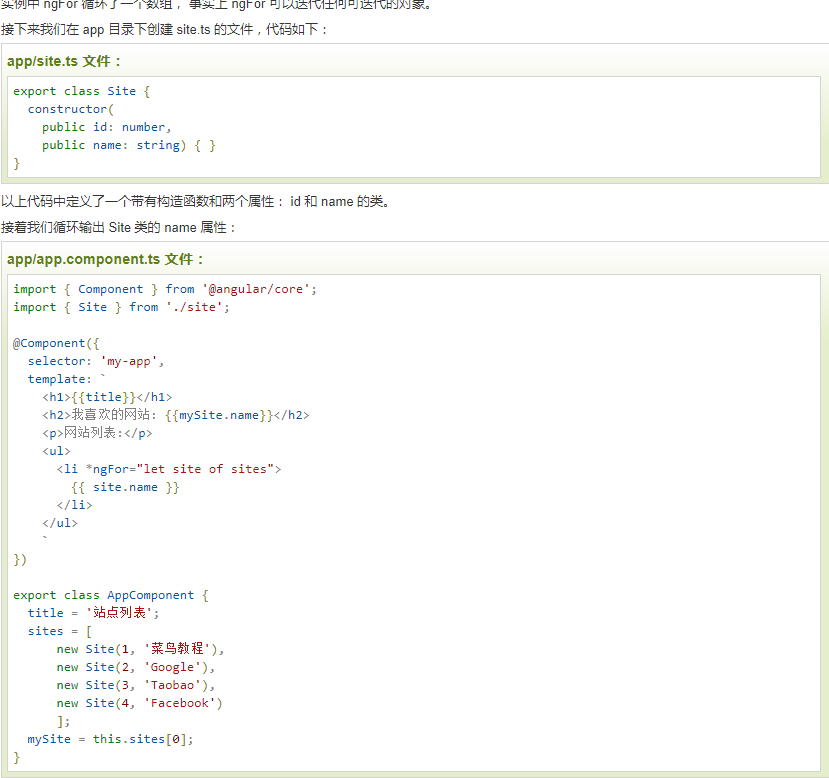 实例中 ngFor 循环了一个数组， 事实上 ngFor 可以迭代任何可迭代的对象。
接下来我们在 app 目录下创建 site.ts 的文件，代码如下：
app/site.ts 文件：
export class Site {
  constructor(
    public id: number,
    public name: string) { }
}
以上代码中定义了一个带有构造函数和两个属性： id 和 name 的类。
接着我们循环输出 Site 类的 name 属性：
app/app.component.ts 文件：
import { Component } from '@angular/core';
import { Site } from './site';
@Component({
  selector: 'my-app',
  template: `
    <h1>{{title}}</h1>
    <h2>我喜欢的网站: {{mySite.name}}</h2>
    <p>网站列表:</p>
    <ul>
      <li *ngFor="let site of sites">
        {{ site.name }}
      </li>
    </ul>
    `
})
export class AppComponent {
  title = '站点列表';
  sites = [
      new Site(1, '菜鸟教程'),
      new Site(2, 'Google'),
      new Site(3, 'Taobao'),
      new Site(4, 'Facebook')
      ];
  mySite = this.sites[0];
}